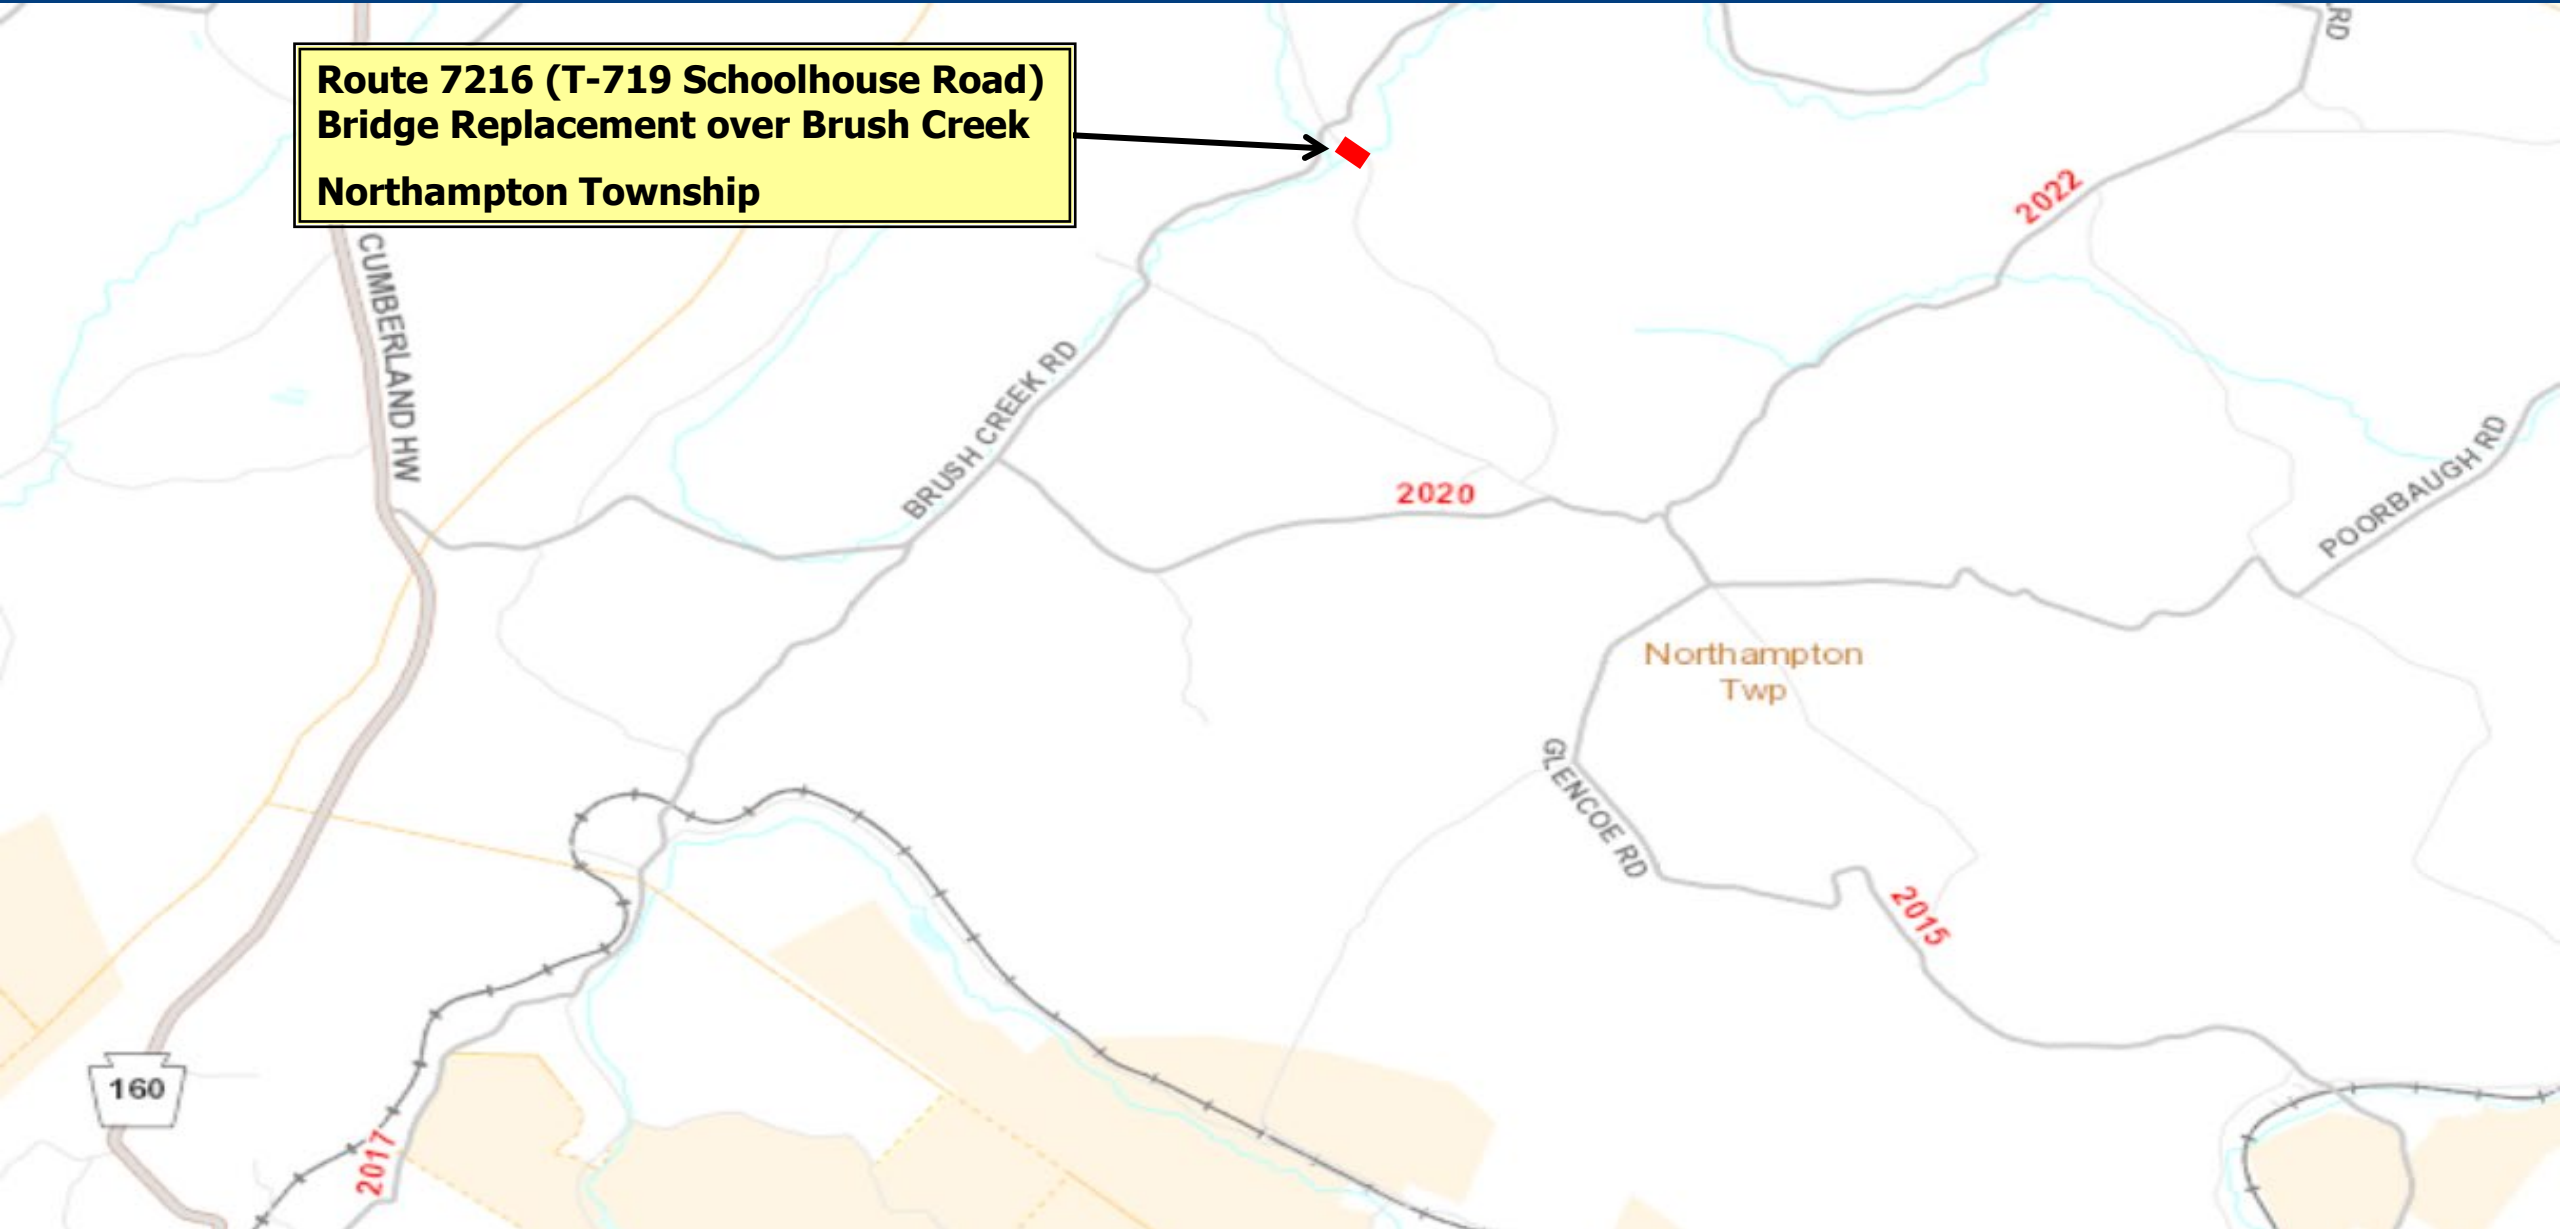 RD
Route 7216 (T-719 Schoolhouse Road)
Bridge Replacement over Brush Creek
Northampton Township
2022
CUMBERLAND HW
BRUSH CREEK RD
2020
POORBAUGH RD
Northampton
Twp
GLENCOE RD
2015
160
2017